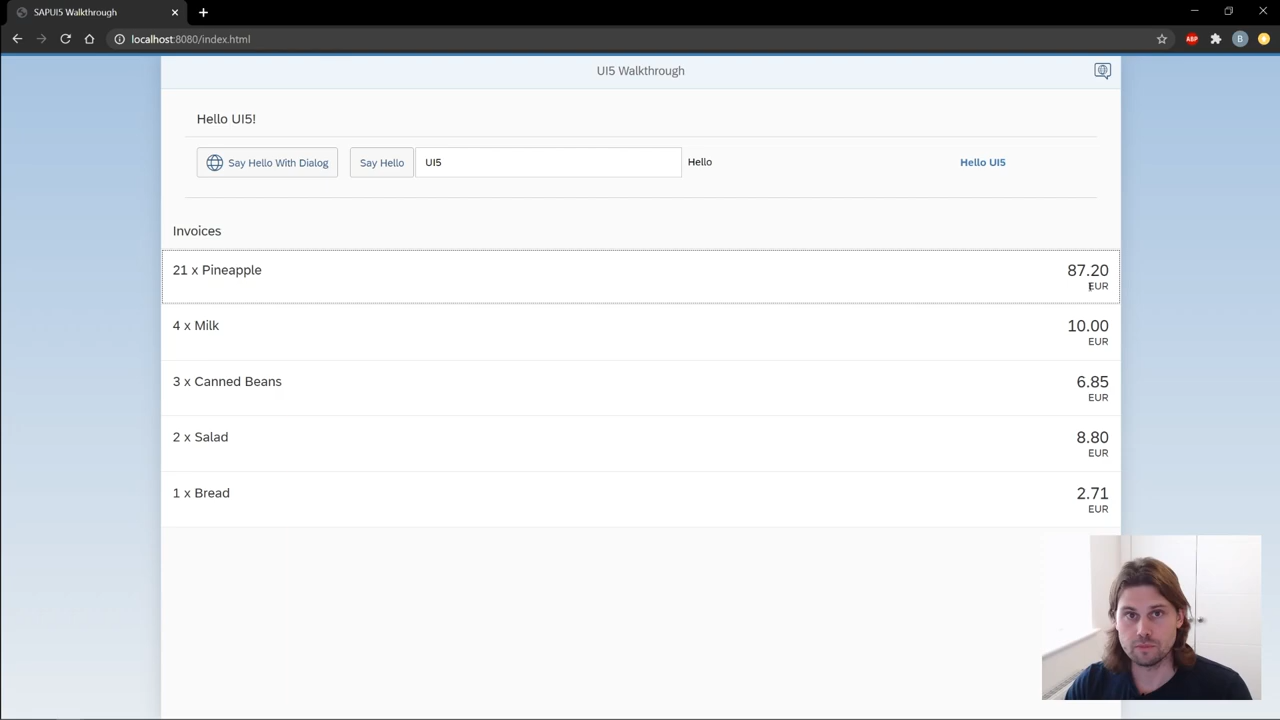 SAPUI5 Walkthrough
localhost:8080/index.html
ABP
B
UI5 Walkthrough
Hello UI5!
Say Hello With Dialog
Say Hello
UI5
Hello
Hello UI5
Invoices
21 x Pineapple
87.20
EUR
4 x Milk
10.00
EUR
3 x Canned Beans
6.85
EUR
2 x Salad
8.80
EUR
1 x Bread
2.71
EUR